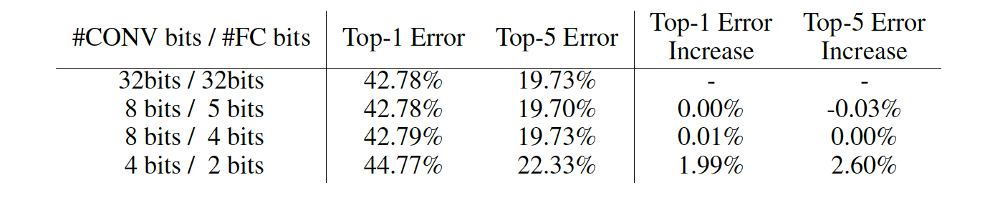 #CONV bits / #FC bits Top-1 Error Top-5 Error Top-1 Error Increase Top-5 Error Increase
32bits / 32bits 42.78% 19.73% - -
8 bits / 5 bits 42.78% 19.70% 0.00% -0.03%
8 bits / 4 bits 42.79% 19.73% 0.01% 0.00%
4 bits / 2 bits 44.77% 22.33% 1.99% 2.60%